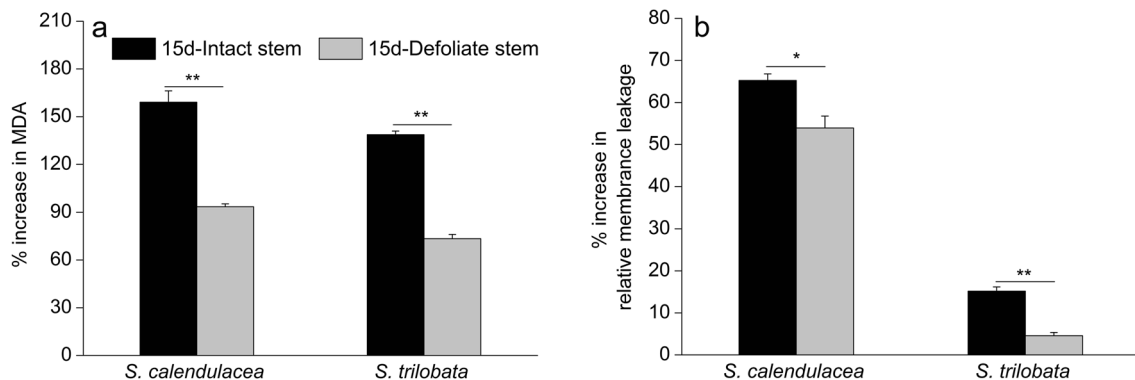 a
15d-Intact stem
15d-Defoliate stem
210
180
150
120
90
60
30
0
% increase in MDA
**
**
S. calendulacea
S. trilobata
b
80
70
60
50
40
30
20
10
0
% increase in
relative membrance leakage
*
**
S. calendulacea
S. trilobata